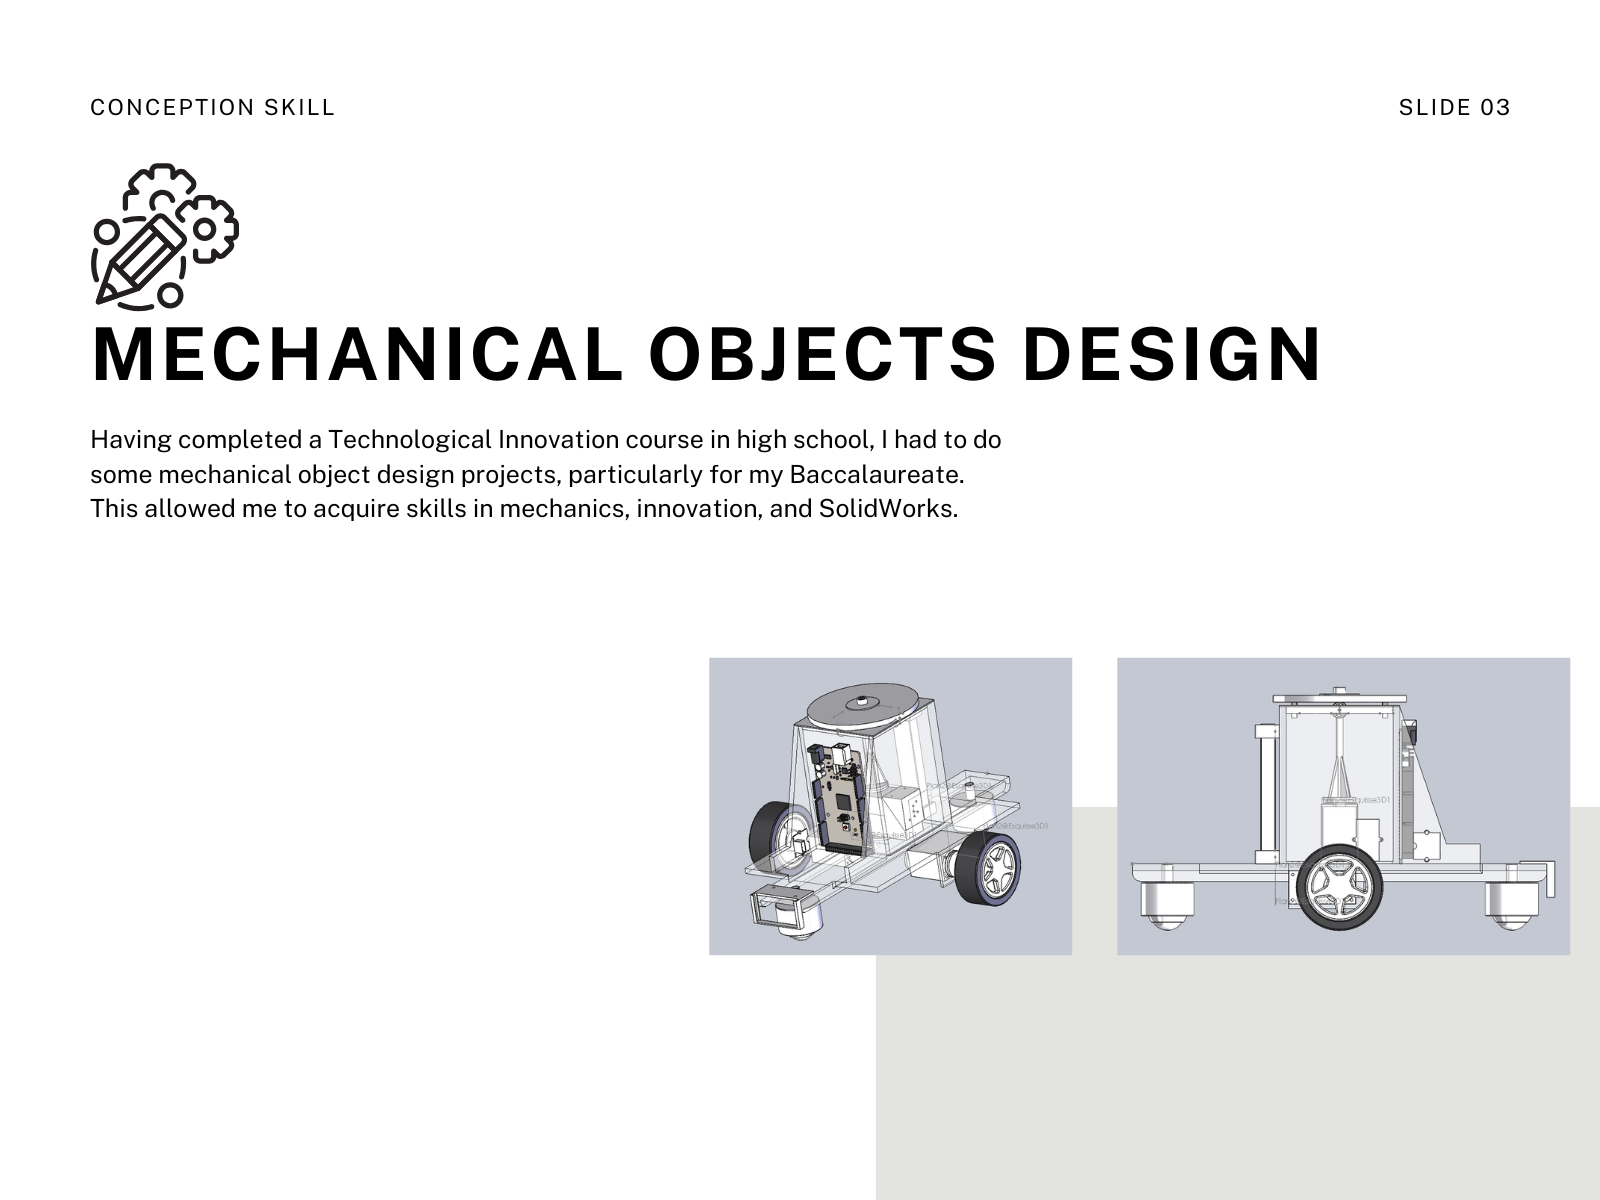 CONCEPTION SKILL
SLIDE 03
MECHANICAL OBJECTS DESIGN
Having completed a Technological Innovation course in high school, I had to do
some mechanical object design projects, particularly for my Baccalaureate.
This allowed me to acquire skills in mechanics, innovation, and SolidWorks.